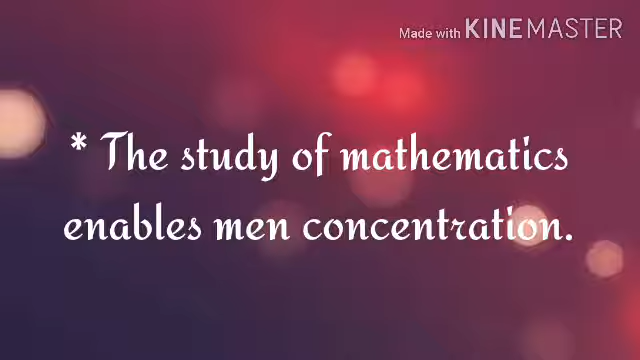 Made with KINEMASTER
* The study of mathematics
enables men concentration.